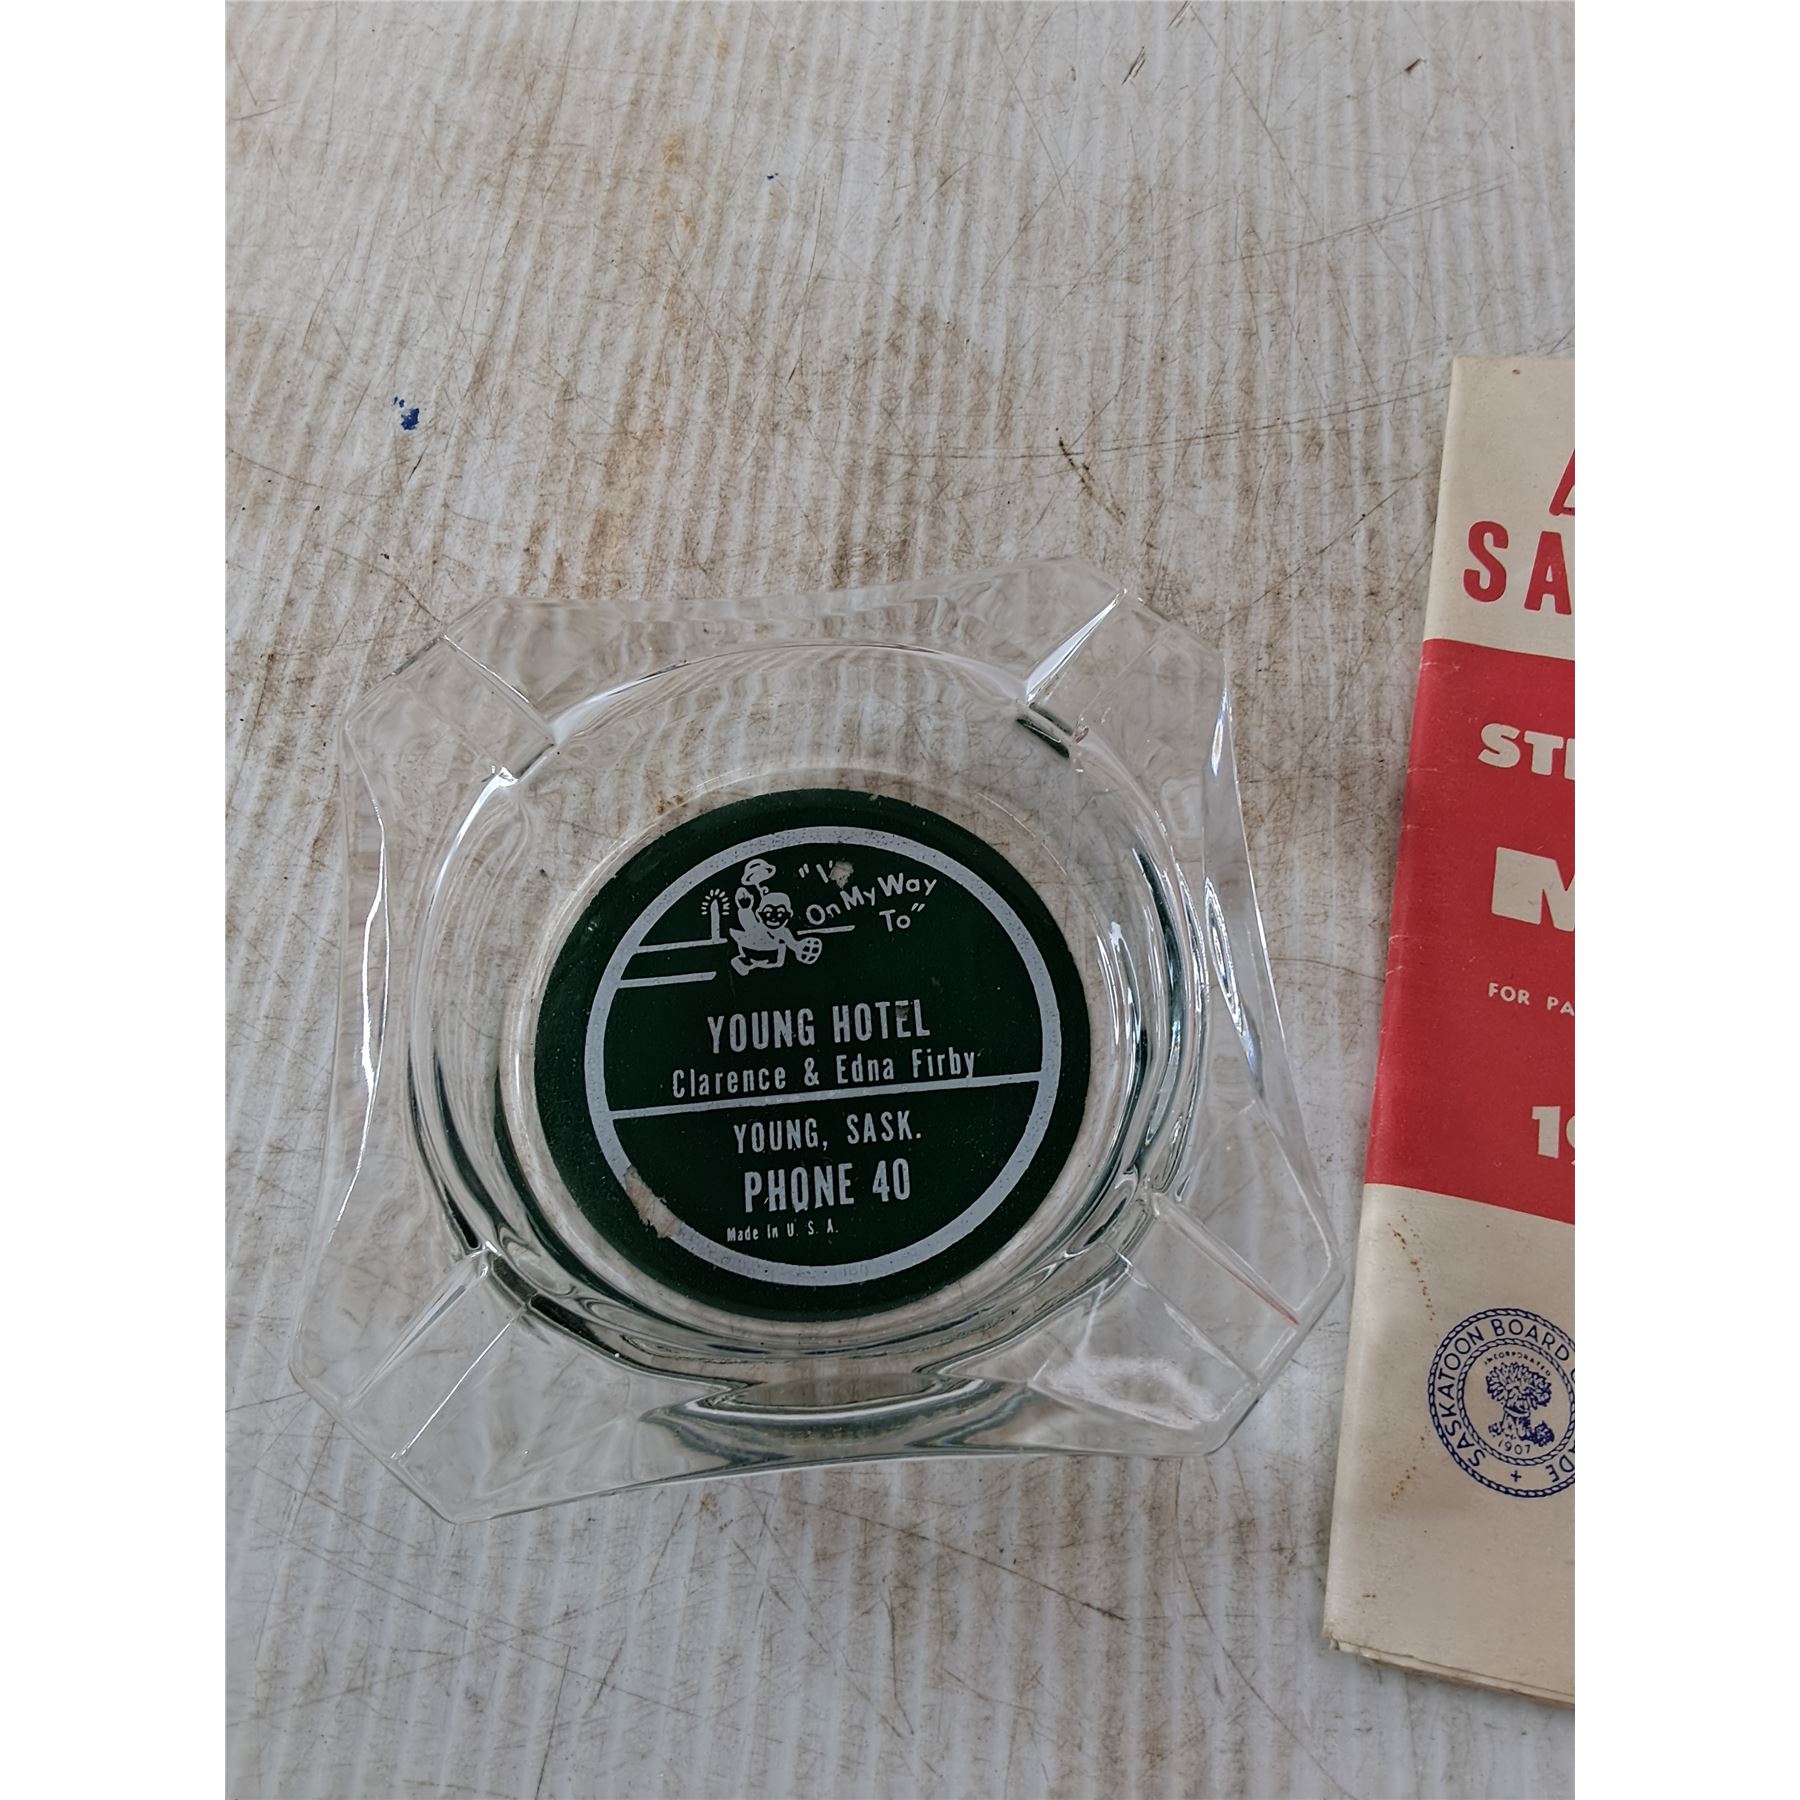 "I'
On My Way
To"
YOUNG HOTEL
Clarence & Edna Firby
YOUNG, SASK.
PHONE 40
Made in U. S. A.
SA
ST
M
FOR PA
19
SASKATOON BOARD
INCORPORATED
1907